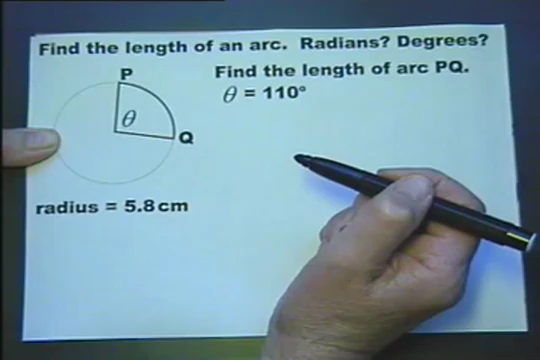 Find the length of an arc. Radians? Degrees?
P
Find the length of arc PQ.
θ = 110°
θ
Q
radius = 5.8cm